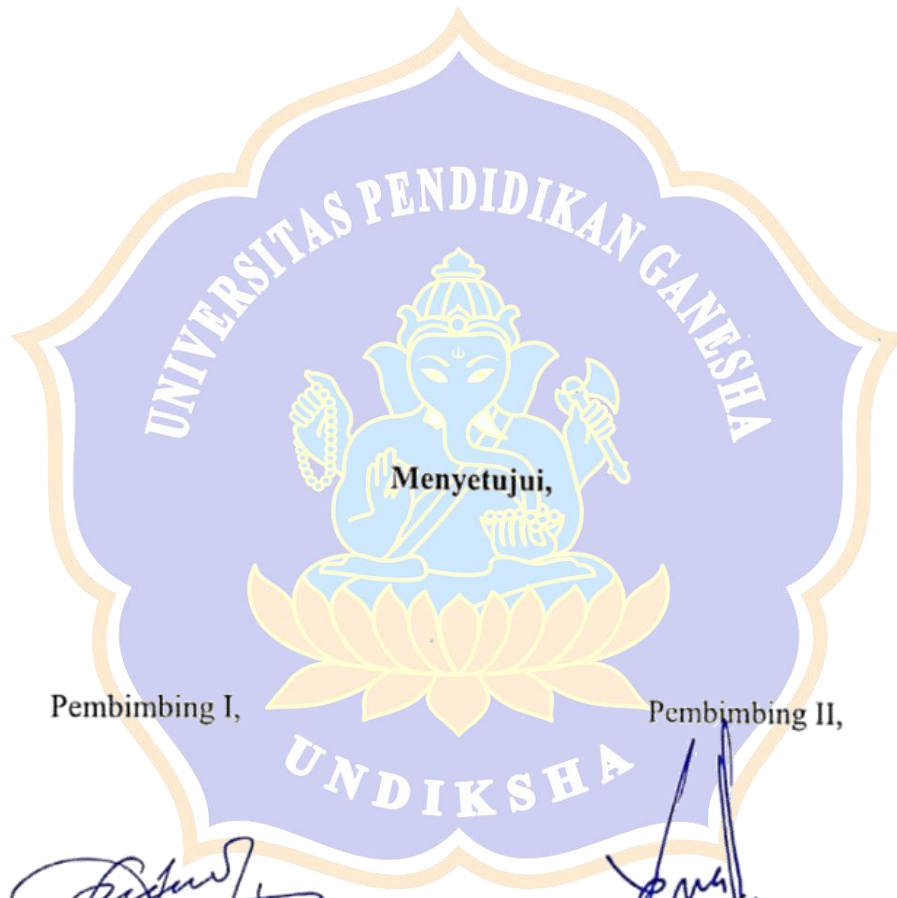 UNIVERSITAS PENDIDIKAN GANESHA
Menyetujui,
Pembimbing I,
Pembimbing II,
UNDIKSHA